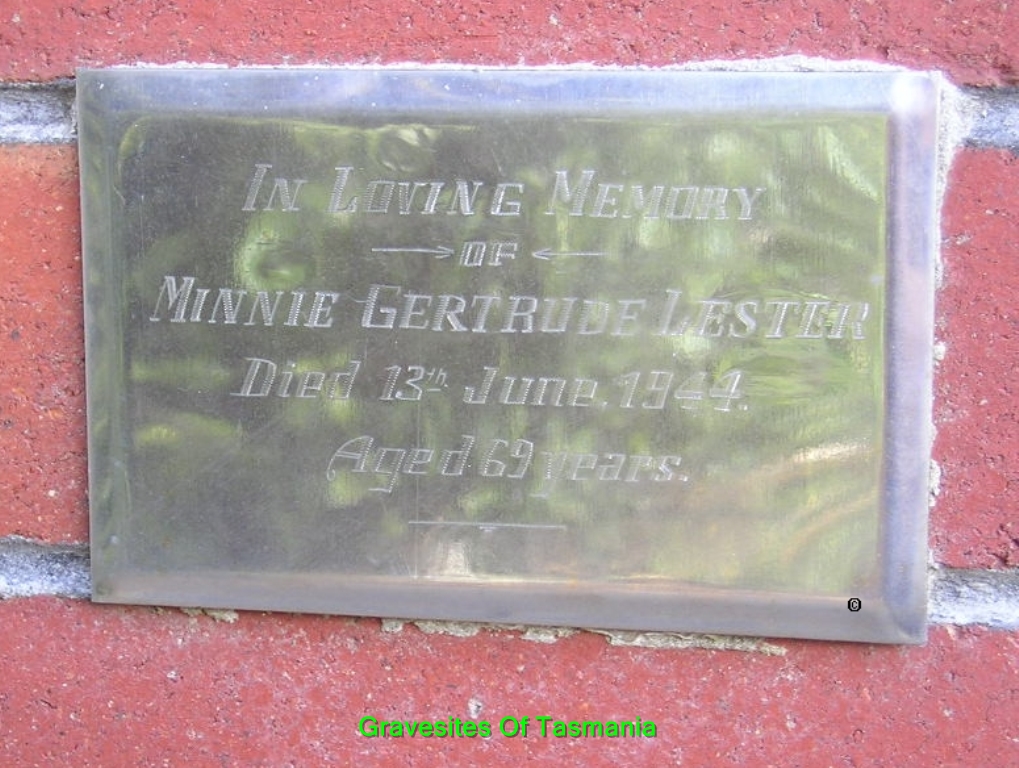 IN LOVING MEMORY
OF
MINNIE GERTRUDE LESTER
Died 13th. June. 1944.
Aged 69 years.
©
Gravesites Of Tasmania